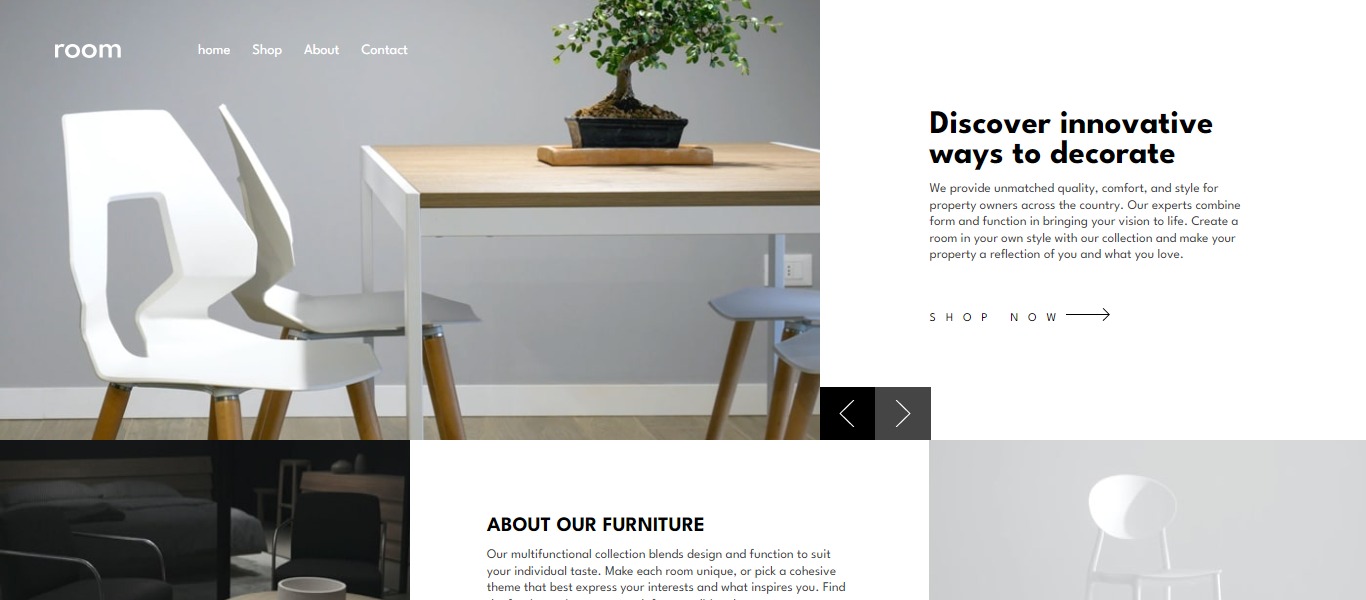 room
home Shop About Contact
Discover innovative
ways to decorate
We provide unmatched quality, comfort, and style for
property owners across the country. Our experts combine
form and function in bringing your vision to life. Create a
room in your own style with our collection and make your
property a reflection of you and what you love.
SHOP NOW
ABOUT OUR FURNITURE
Our multifunctional collection blends design and function to suit
your individual taste. Make each room unique, or pick a cohesive
theme that best express your interests and what inspires you. Find